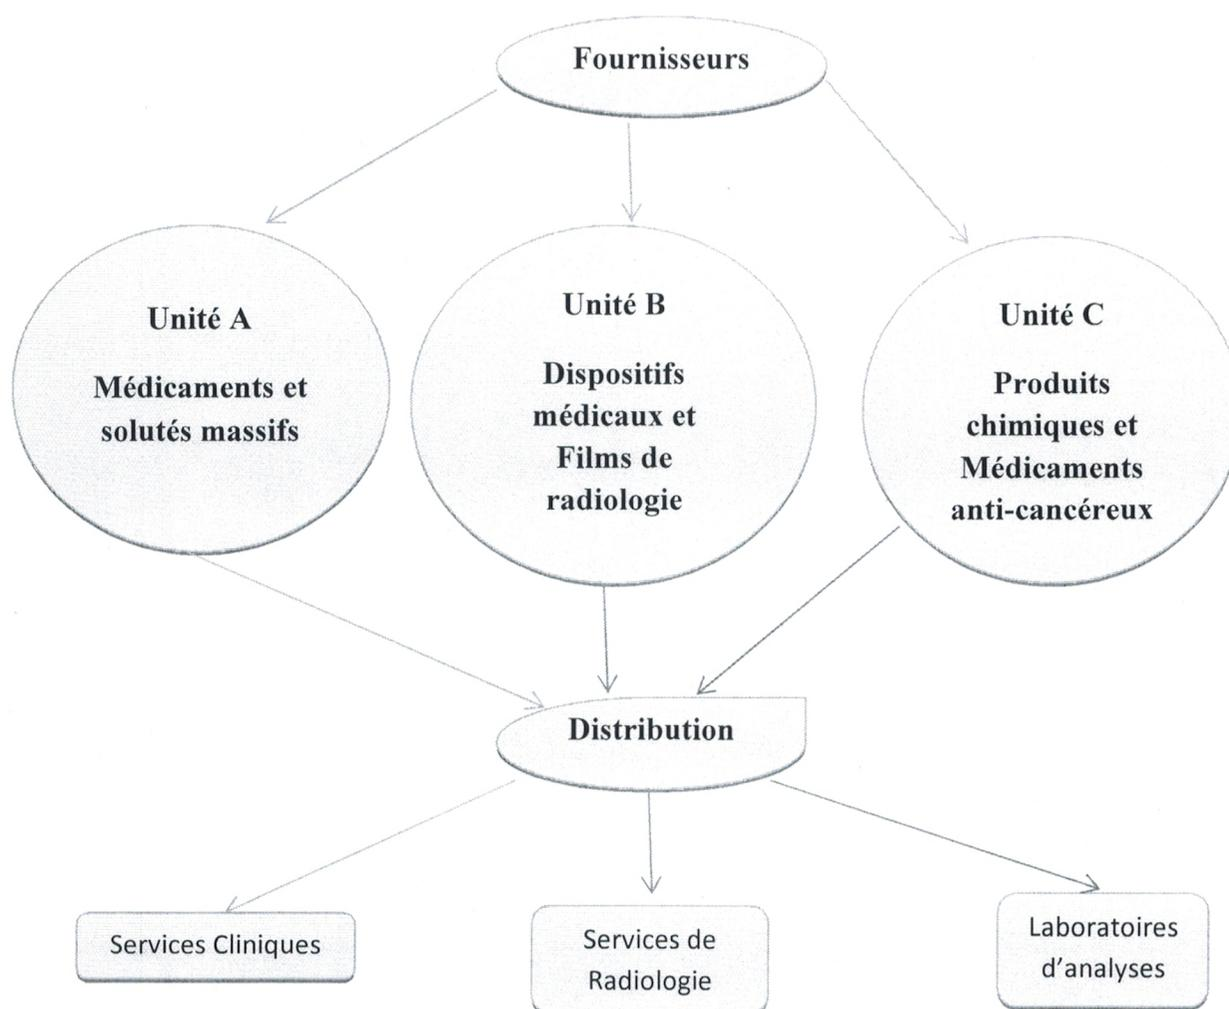 Fournisseurs
Unité A
Médicaments et
solutés massifs
Unité B
Dispositifs
médicaux et
Films de
radiologie
Unité C
Produits
chimiques et
Médicaments
anti-cancéreux
Distribution
Services Cliniques
Services de
Radiologie
Laboratoires
d'analyses